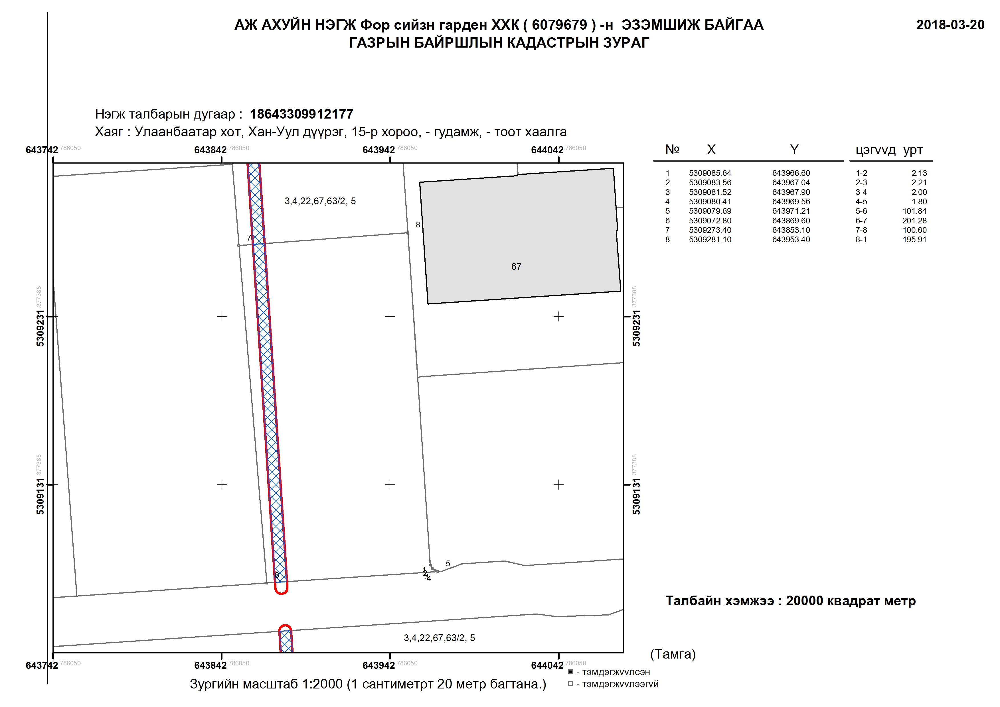 АЖ АХУЙН НЭГЖ Фор сийзн гарден ХХК ( 6079679 ) -н ЭЗЭМШИЖ БАЙГАА
2018-03-20
ГАЗРЫН БАЙРШЛЫН КАДАСТРЫН ЗУРАГ
Нэгж талбарын дугаар : 18643309912177
Хаяг : Улаанбаатар хот, Хан-Уул дүүрэг, 15-р хороо, - гудамж, - тоот хаалга
643742.786050 643842.786050 643942.786050 644042.786050
№ X Y цэгvvд урт
1 5309085.64 643966.60 1-2 2.13
2 5309083.56 643967.04 2-3 2.21
3 5309081.52 643967.90 3-4 2.00
4 5309080.41 643969.56 4-5 1.80
5 5309079.69 643971.21 5-6 101.84
6 5309072.80 643869.60 6-7 201.28
7 5309273.40 643853.10 7-8 100.60
8 5309281.10 643953.40 8-1 195.91
3,4,22,67,63/2, 5
8
7
67
5309231.377388
5309231.377388
5309131.377388
5309131.377388
5
1
2
3
4
6
Талбайн хэмжээ : 20000 квадрат метр
3,4,22,67,63/2, 5
(Тамга)
643742.786050 643842.786050 643942.786050 644042.786050
- тэмдэгжvvлсэн
- тэмдэгжvvлээгvй
Зургийн масштаб 1:2000 (1 сантиметрт 20 метр багтана.)